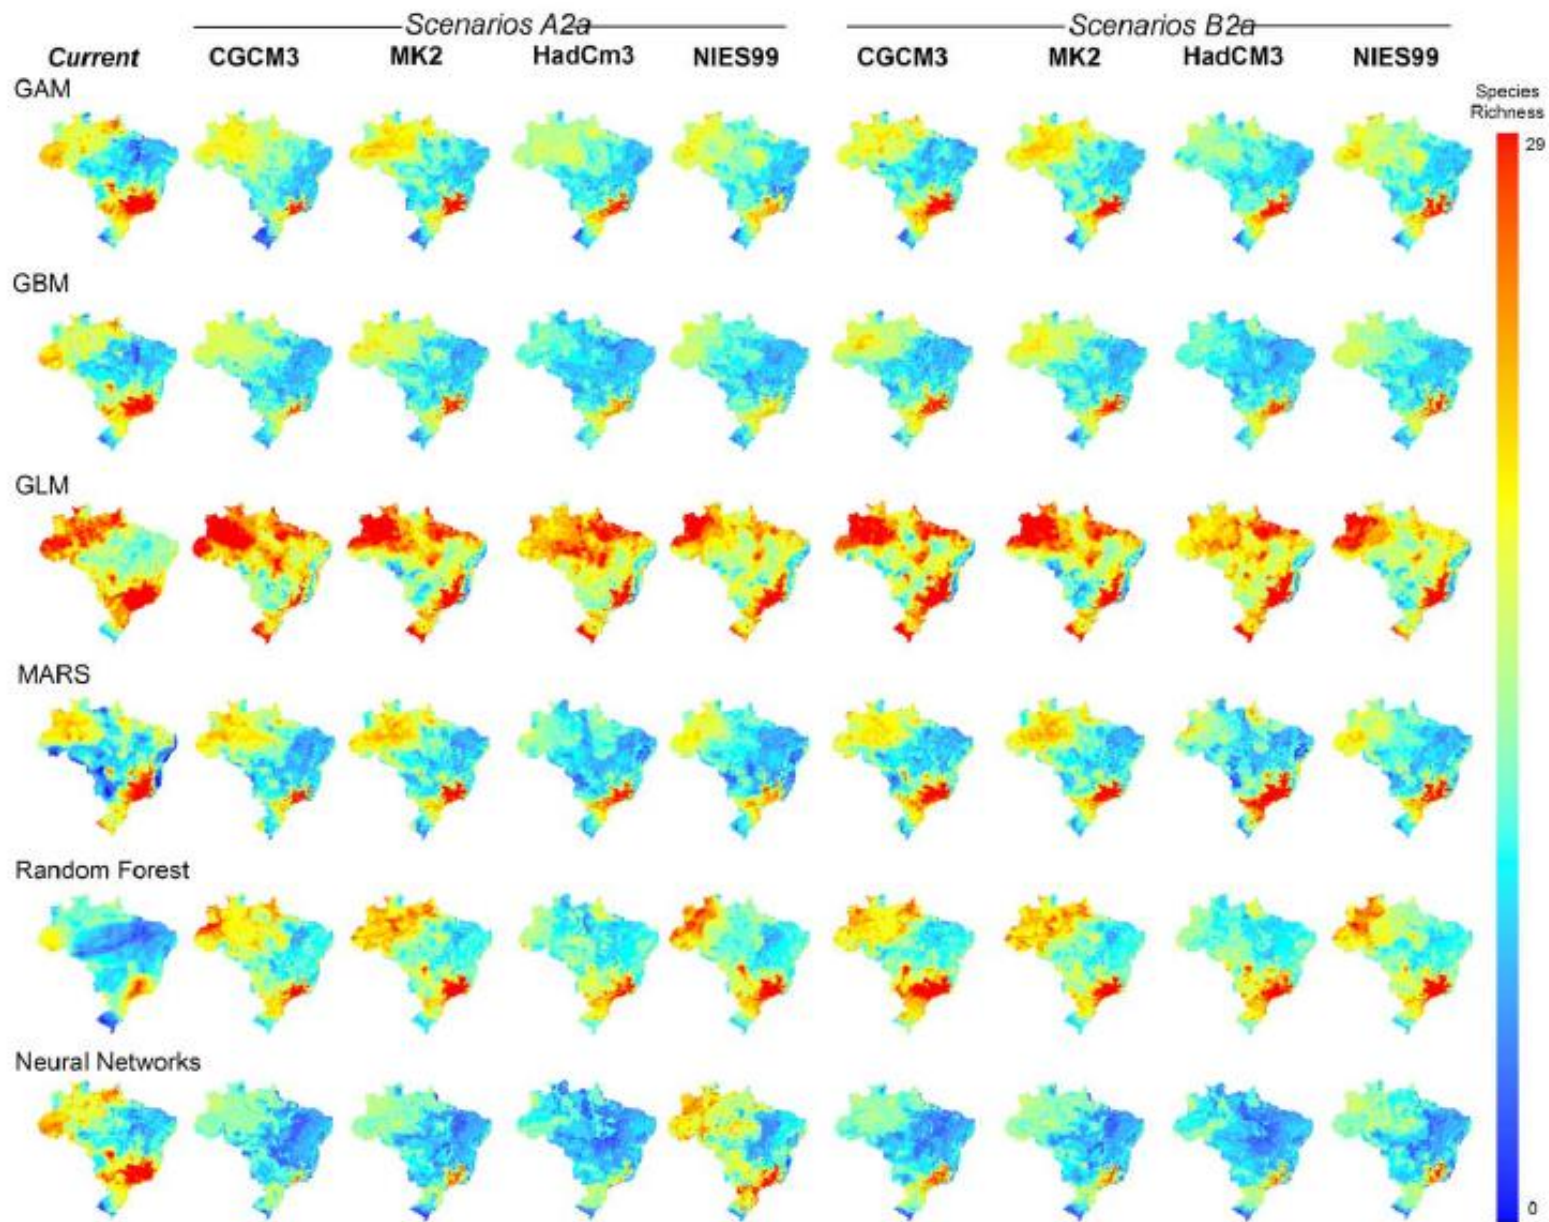 Scenarios A2a Scenarios B2a
Current CGCM3 MK2 HadCm3 NIES99 CGCM3 MK2 HadCM3 NIES99
GAM
Species
Richness
29
GBM
GLM
MARS
Random Forest
Neural Networks
0